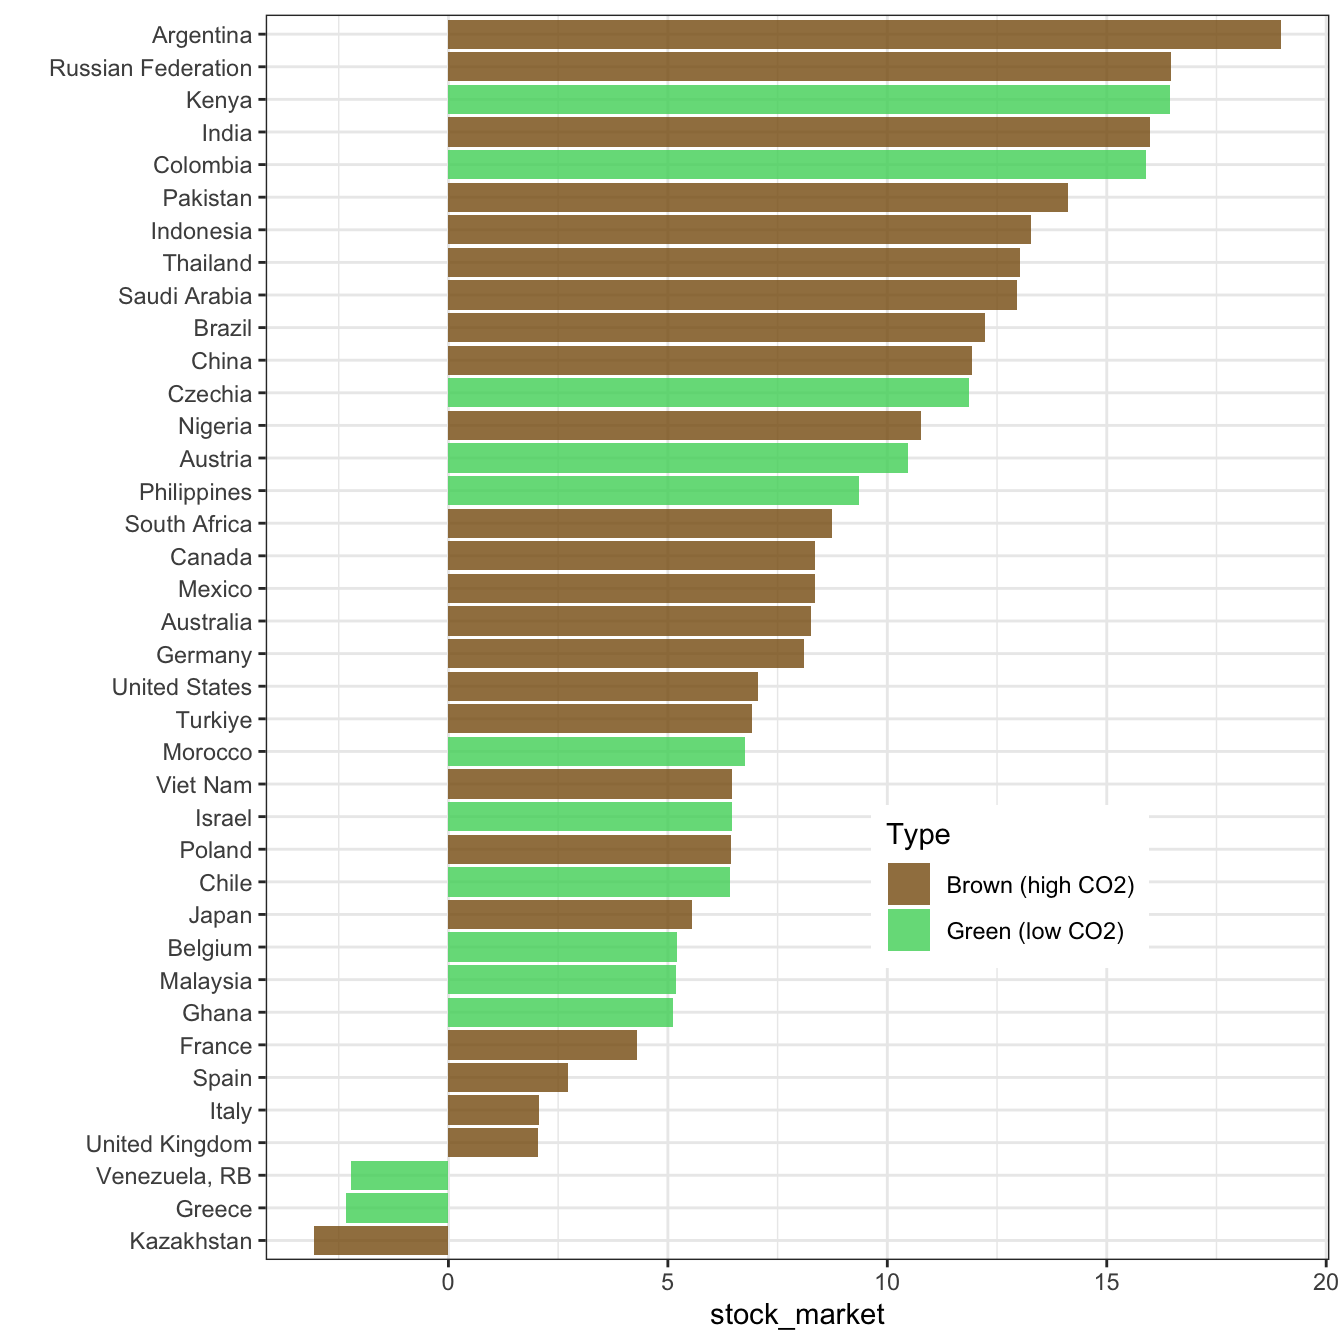 Argentina
Russian Federation
Kenya
India
Colombia
Pakistan
Indonesia
Thailand
Saudi Arabia
Brazil
China
Czechia
Nigeria
Austria
Philippines
South Africa
Canada
Mexico
Australia
Germany
United States
Turkiye
Morocco
Viet Nam
Israel
Poland
Chile
Japan
Belgium
Malaysia
Ghana
France
Spain
Italy
United Kingdom
Venezuela, RB
Greece
Kazakhstan
Type
Brown (high CO2)
Green (low CO2)
0 5 10 15 20
stock_market